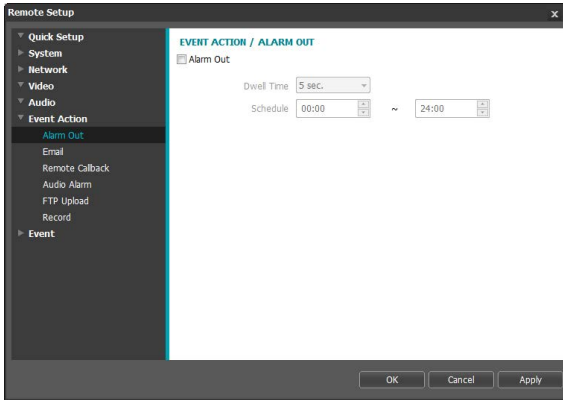 Remote Setup x
Quick Setup
System
Network
Video
Audio
Event Action
Alarm Out
Email
Remote Callback
Audio Alarm
FTP Upload
Record
Event
EVENT ACTION / ALARM OUT
Alarm Out
Dwell Time 5 sec.
Schedule 00:00 ~ 24:00
OK Cancel Apply